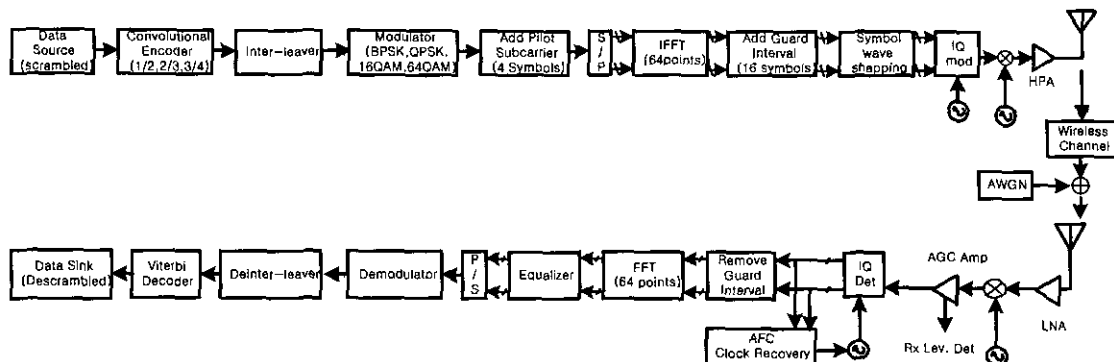 Data
Source
(scrambled)
Convolutional
Encoder
(1/2,2/3,3/4)
Inter-leaver
Modulator
(BPSK,QPSK,
16QAM,64QAM)
Add Pilot
Subcarrier
(4 Symbols)
S
/
P
IFFT
(64points)
Add Guard
Interval
(16 symbols)
Symbol
wave
shapping
IQ
mod
HPA
Wireless
Channel
AWGN
Data Sink
(Descrambled)
Viterbi
Decoder
Deinter-leaver
Demodulator
P
/
S
Equalizer
FFT
(64 points)
Remove
Guard
Interval
IQ
Det
AGC Amp
LNA
Rx Lev. Det
AFC
Clock Recovery